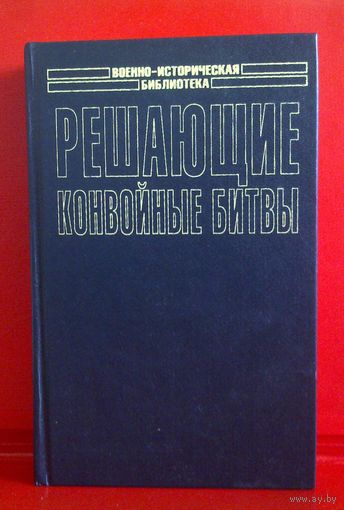 ВОЕННО-ИСТОРИЧЕСКАЯ
БИБЛИОТЕКА
РЕШАЮЩИЕ
КОНВОЙНЫЕ БИТВЫ
www.ay.by